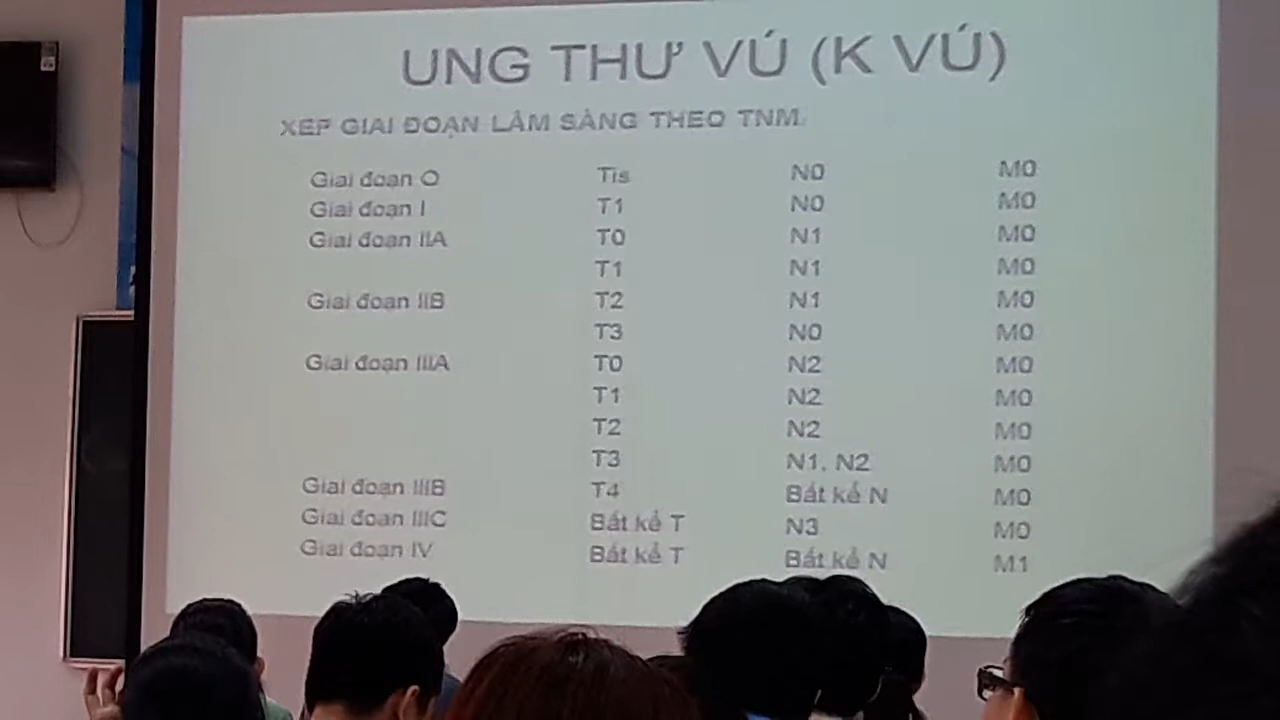 UNG THƯ VÚ (K VÚ)
XẾP GIAI ĐOẠN LÂM SÀNG THEO TNM.
Giai đoạn O Tis N0 M0
Giai đoạn I T1 N0 M0
Giai đoạn IIA T0 N1 M0
T1 N1 M0
Giai đoạn IIB T2 N1 M0
T3 N0 M0
Giai đoạn IIIA T0 N2 M0
T1 N2 M0
T2 N2 M0
T3 N1, N2 M0
Giai đoạn IIIB T4 Bất kể N M0
Giai đoạn IIIC Bất kể T N3 M0
Giai đoạn IV Bất kể T Bất kể N M1